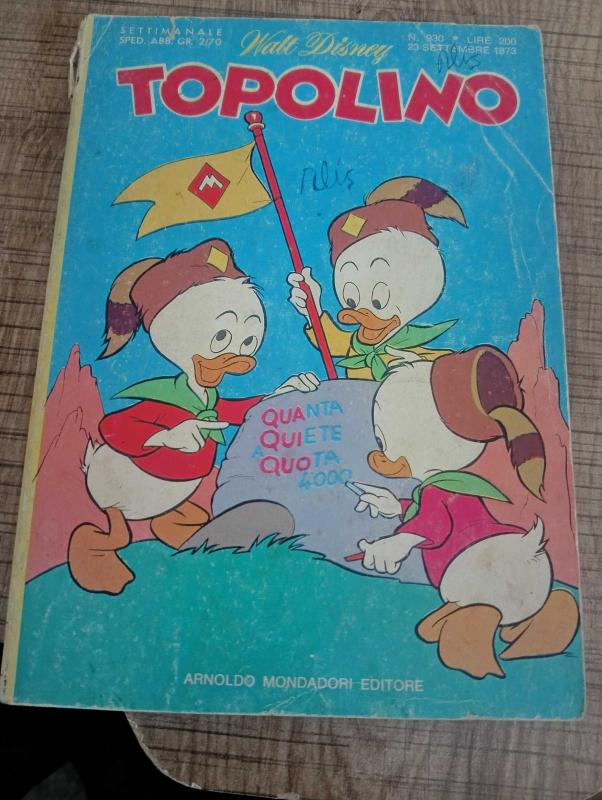 SETTIMANALE
SPED. ABB. GR. 2/70
Walt Disney
N. 930 * LIRE 200
23 SETTEMBRE 1973
TOPOLINO
M
QUANTA
QUIETE
A QUOTA
4000
ARNOLDO MONDADORI EDITORE